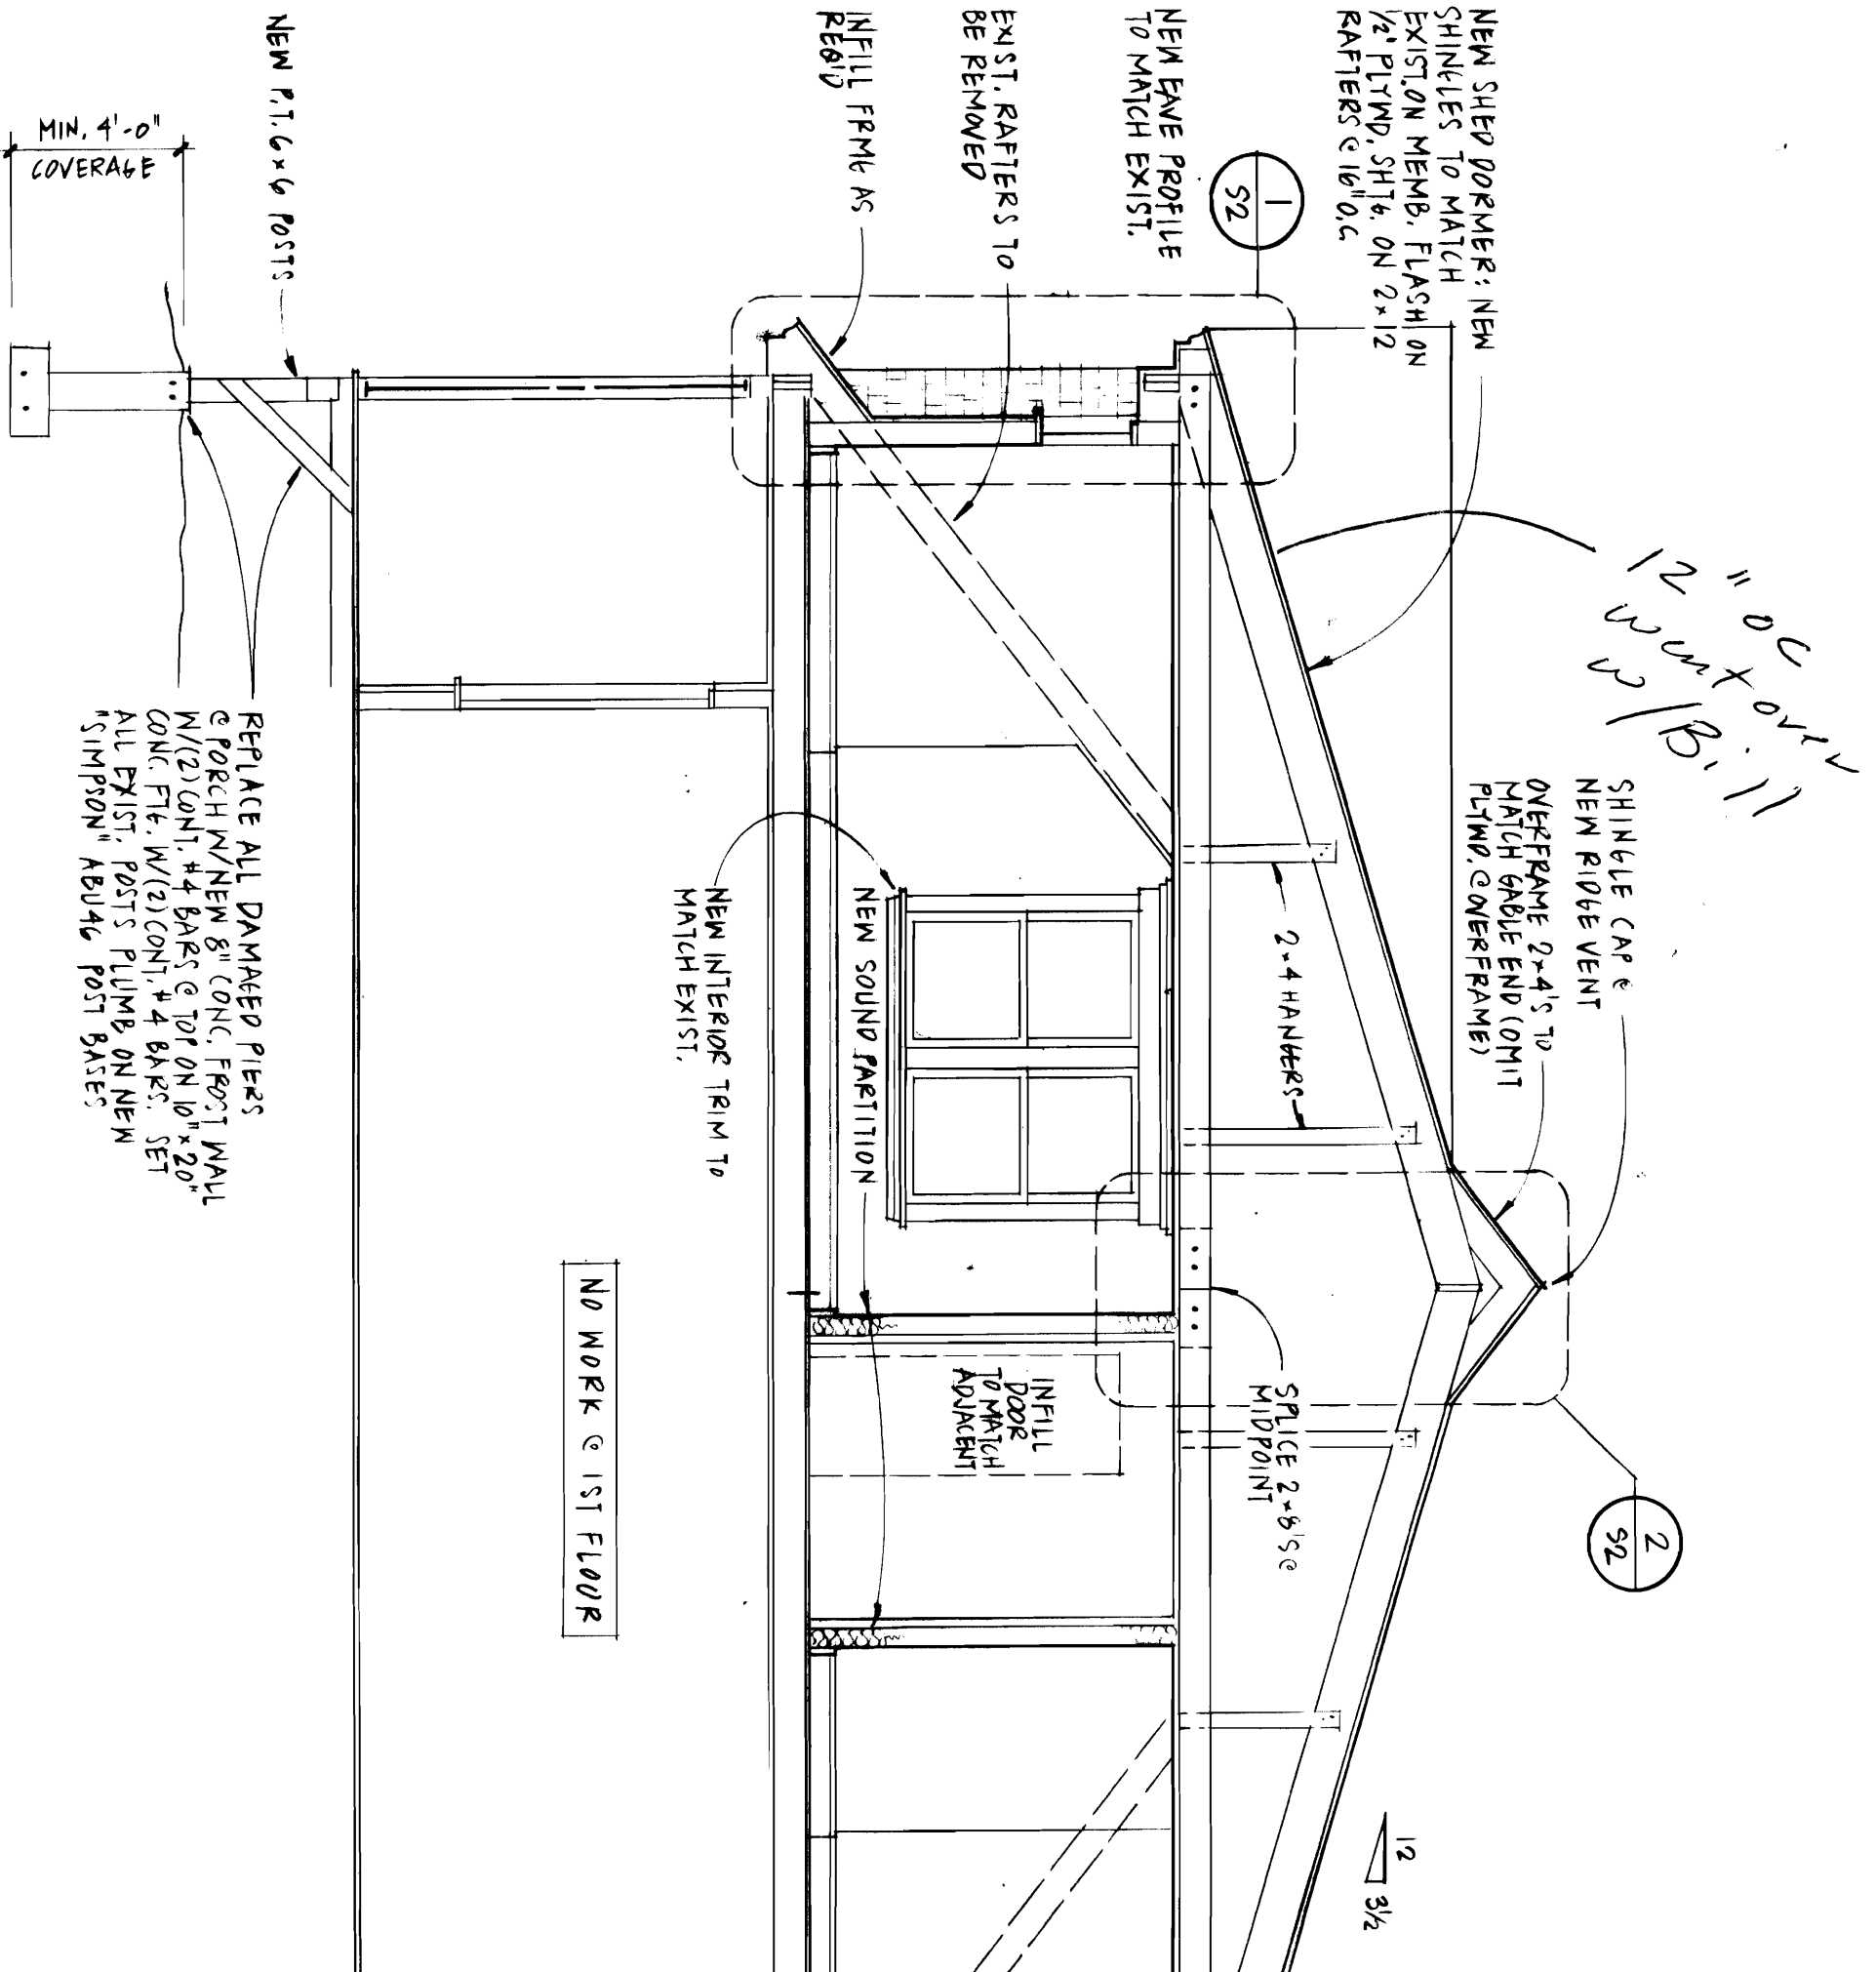 NEW SHED DORMER: NEW
SHINGLES TO MATCH
EXIST. ON MEMB. FLASH ON
1/2" PLYWD. SHTG. ON 2x12
RAFTERS @ 16" O.C.
1
S2
NEW EAVE PROFILE
TO MATCH EXIST.
EXIST. RAFTERS TO
BE REMOVED
INFILL FRMG AS
REQ'D
NEW P.T. 6x6 POSTS
MIN. 4'-0"
COVERAGE
12" OC
went over
w/Bill
SHINGLE CAP @
NEW RIDGE VENT
OVERFRAME 2x4'S TO
MATCH GABLE END (OMIT
PLYWD. @ OVERFRAME)
2x4 HANGERS
NEW SOUND PARTITION
NEW INTERIOR TRIM TO
MATCH EXIST.
REPLACE ALL DAMAGED PIERS
@ PORCH W/NEW 8" CONC. FROST WALL
W/(2) CONT. #4 BARS @ TOP ON 10"x20"
CONC. FTG. W/(2) CONT. #4 BARS. SET
ALL EXIST. POSTS PLUMB ON NEW
"SIMPSON" ABU46 POST BASES
2
S2
SPLICE 2x8'S @
MIDPOINT
INFILL
DOOR
TO MATCH
ADJACENT
NO WORK @ 1ST FLOOR
12
3 1/2